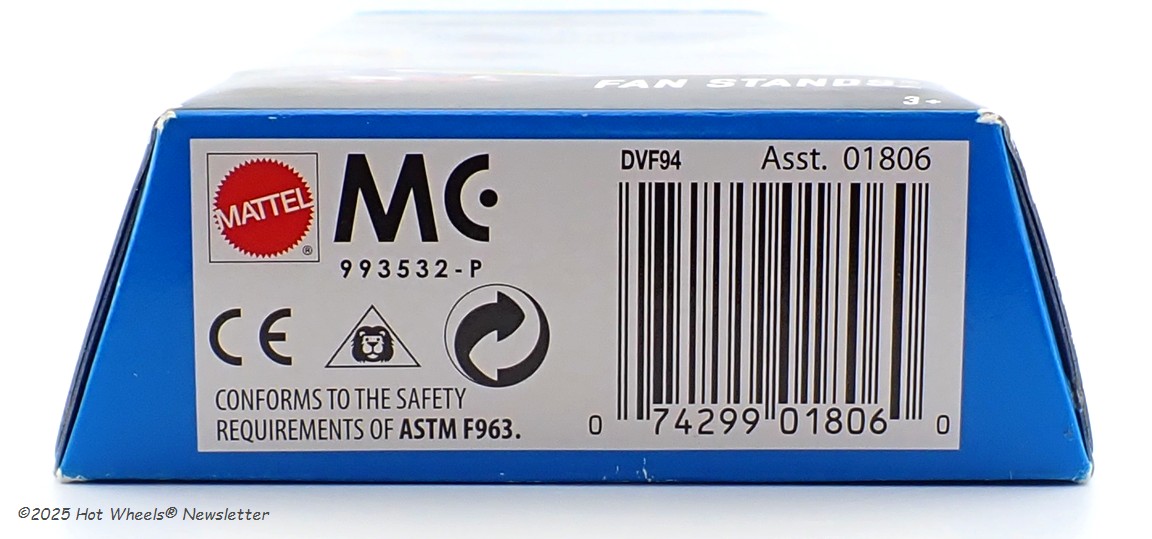 FAN STANDS™
3+
MATTEL
®
MC
993532-P
CE
CONFORMS TO THE SAFETY
REQUIREMENTS OF ASTM F963.
DVF94 Asst. 01806
0 74299 01806 0
©2025 Hot Wheels® Newsletter